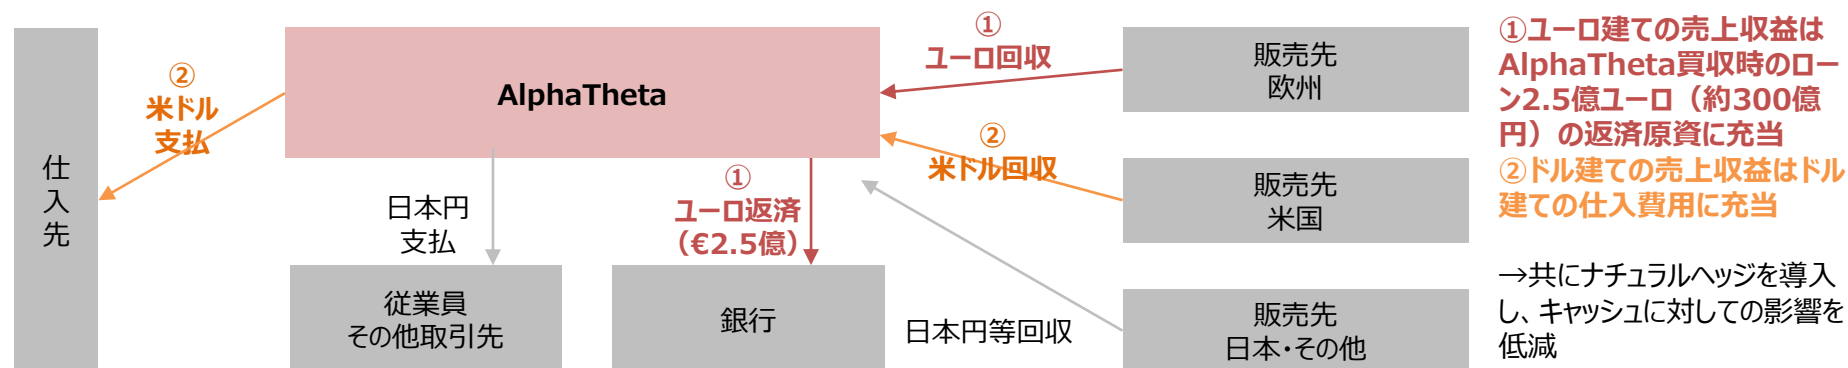 仕
入
先
②
米ドル
支払
AlphaTheta
日本円
支払
従業員
その他取引先
①
ユーロ返済
（€2.5億）
銀行
①
ユーロ回収
②
米ドル回収
日本円等回収
販売先
欧州
販売先
米国
販売先
日本・その他
①ユーロ建ての売上収益は
AlphaTheta買収時のロー
ン2.5億ユーロ（約300億
円）の返済原資に充当
②ドル建ての売上収益はドル
建ての仕入費用に充当
→共にナチュラルヘッジを導入
し、キャッシュに対しての影響を
低減